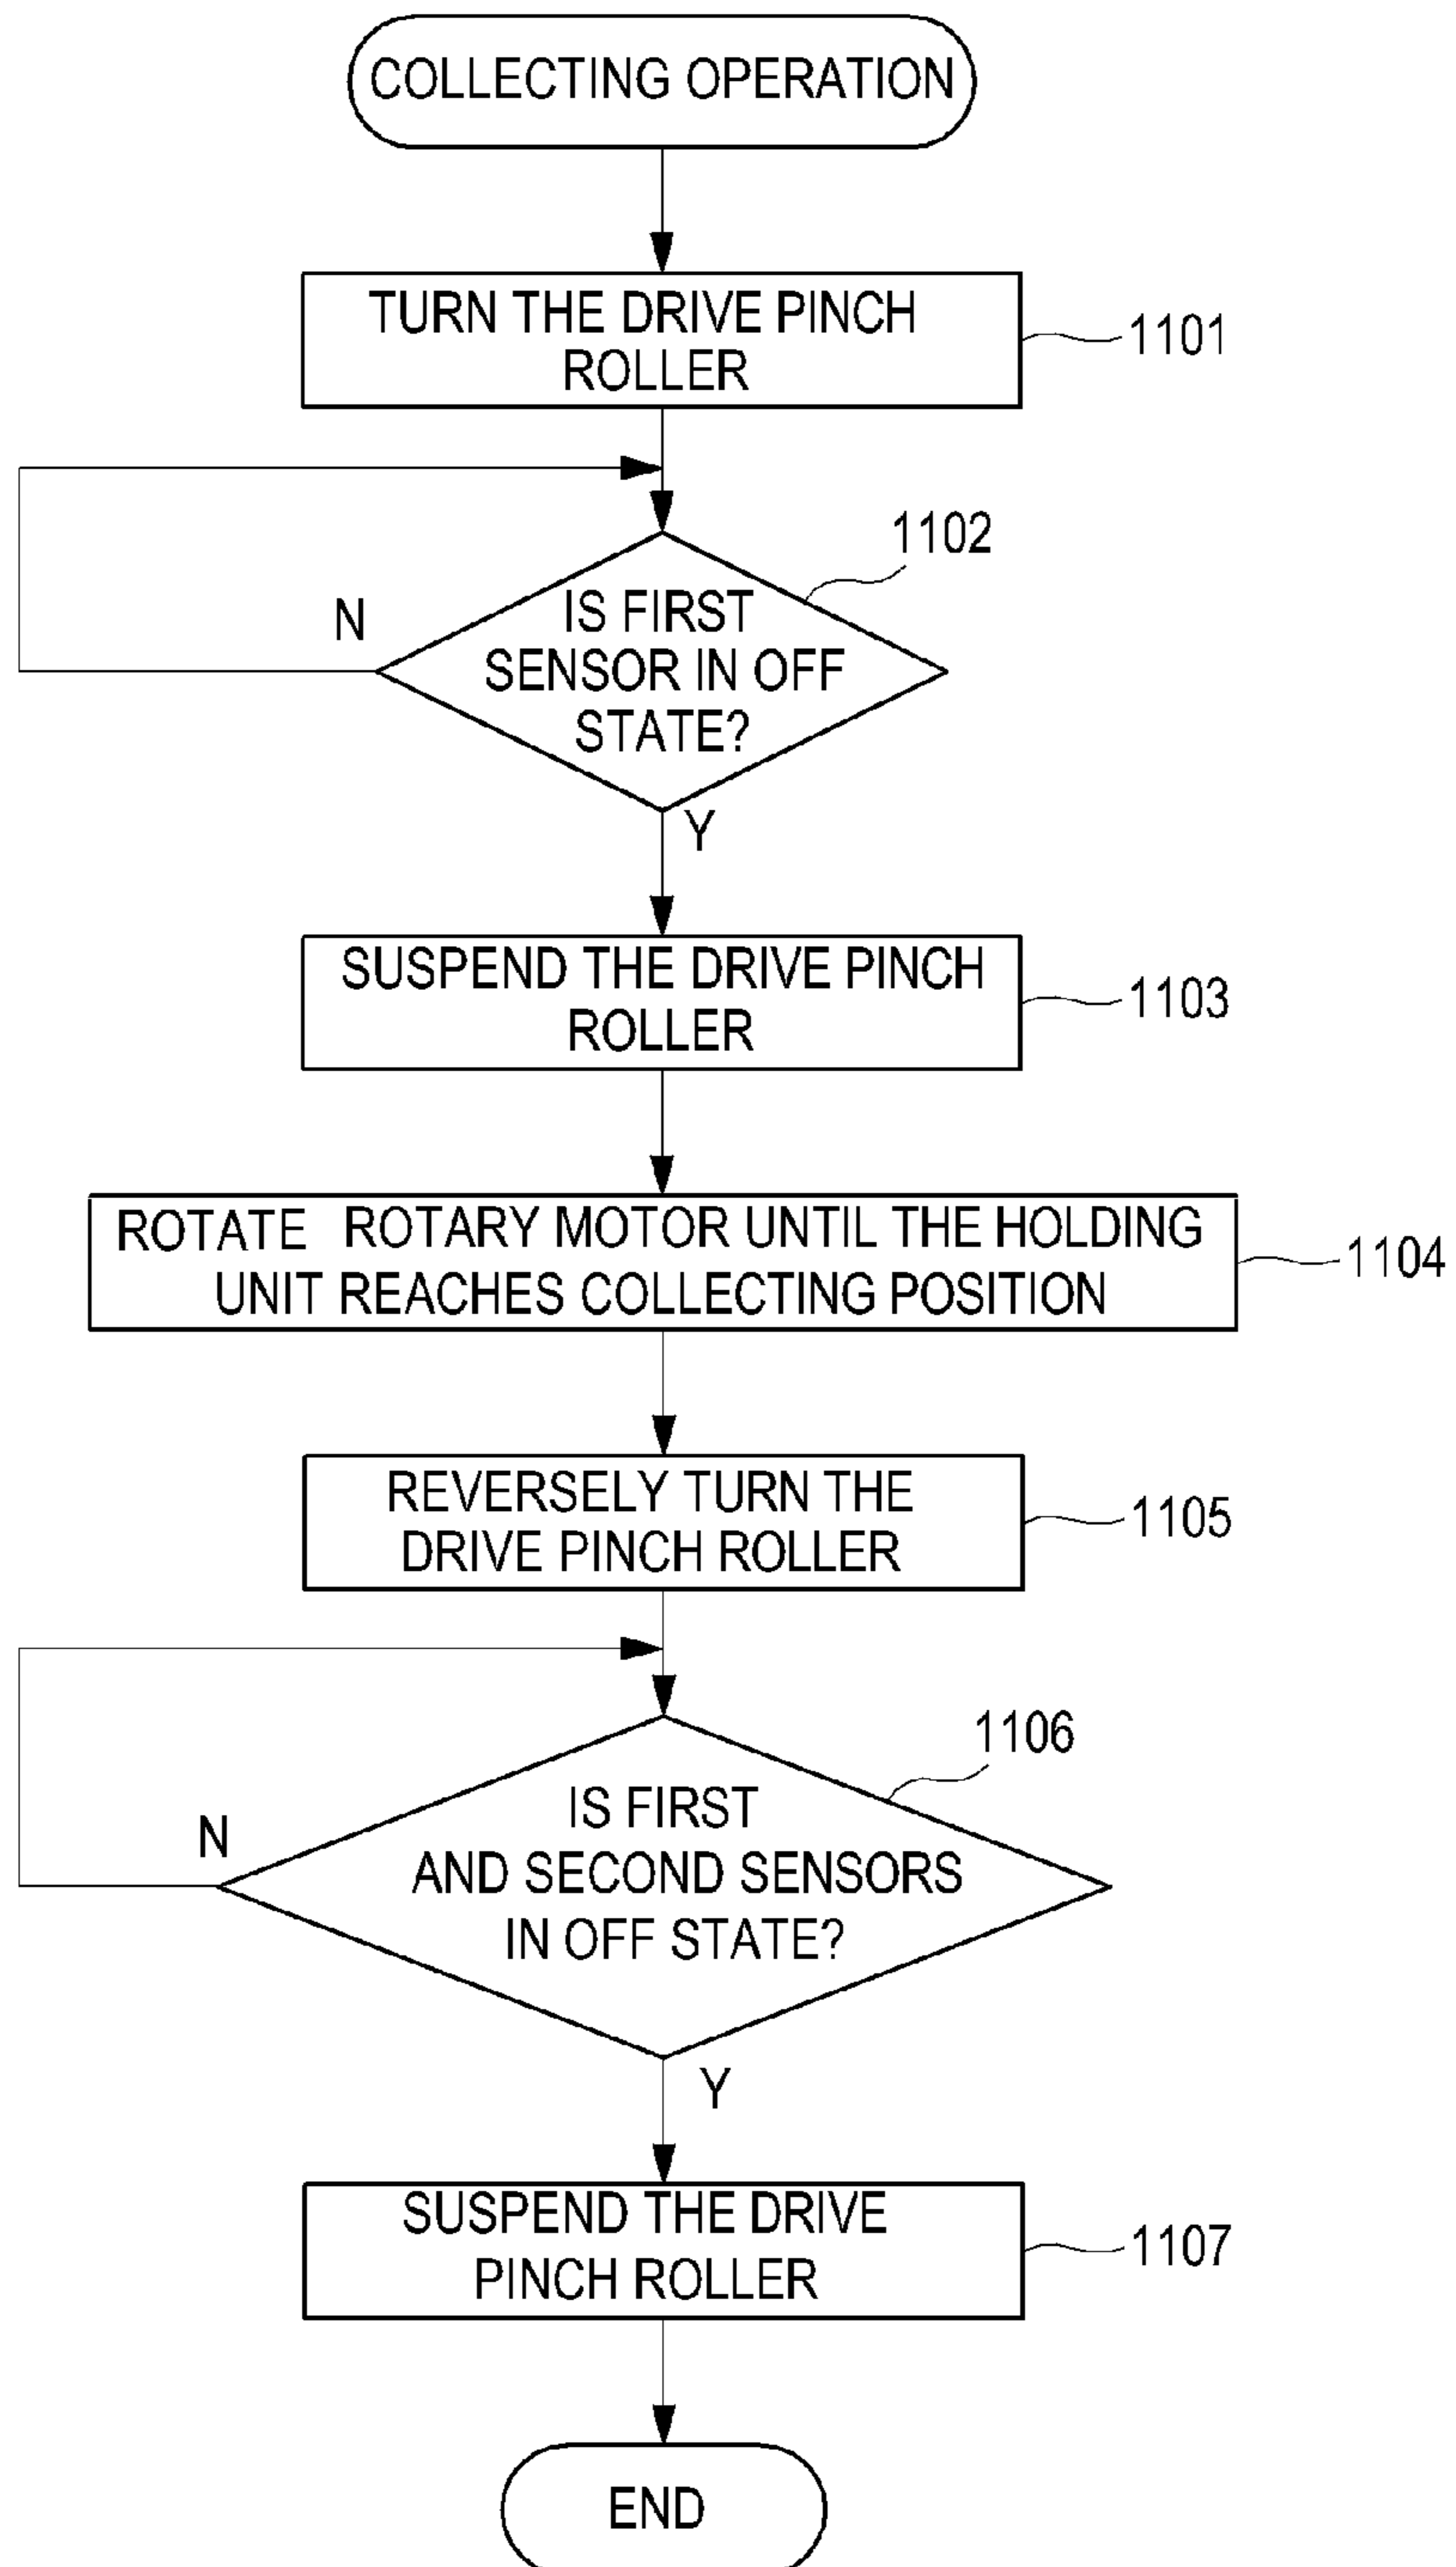 COLLECTING OPERATION
TURN THE DRIVE PINCH
ROLLER
1101
1102
N
IS FIRST
SENSOR IN OFF
STATE?
Y
SUSPEND THE DRIVE PINCH
ROLLER
1103
ROTATE ROTARY MOTOR UNTIL THE HOLDING
UNIT REACHES COLLECTING POSITION
1104
REVERSELY TURN THE
DRIVE PINCH ROLLER
1105
1106
N
IS FIRST
AND SECOND SENSORS
IN OFF STATE?
Y
SUSPEND THE DRIVE
PINCH ROLLER
1107
END